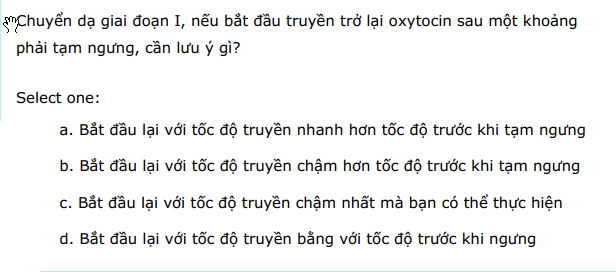 Chuyển dạ giai đoạn I, nếu bắt đầu truyền trở lại oxytocin sau một khoảng
phải tạm ngưng, cần lưu ý gì?
Select one:
a. Bắt đầu lại với tốc độ truyền nhanh hơn tốc độ trước khi tạm ngưng
b. Bắt đầu lại với tốc độ truyền chậm hơn tốc độ trước khi tạm ngưng
c. Bắt đầu lại với tốc độ truyền chậm nhất mà bạn có thể thực hiện
d. Bắt đầu lại với tốc độ truyền bằng với tốc độ trước khi ngưng